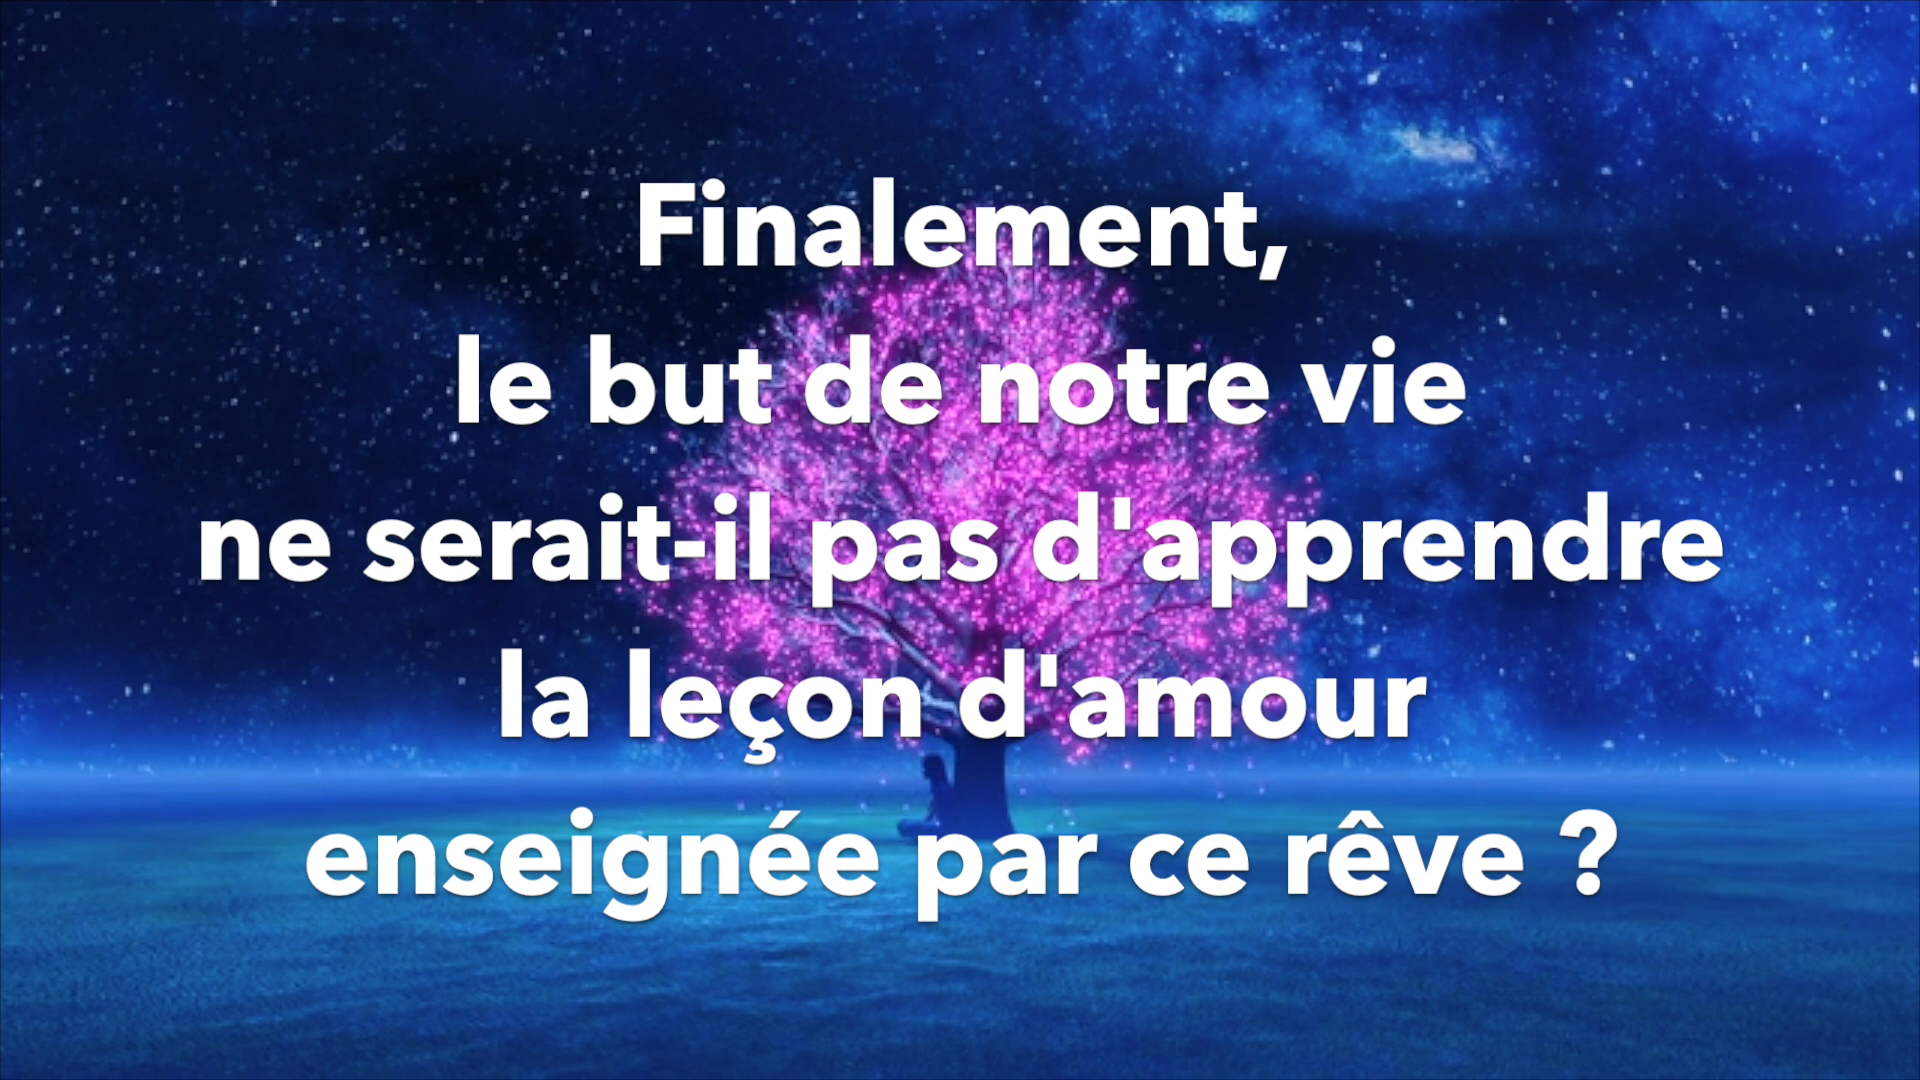 Finalement,
le but de notre vie
ne serait-il pas d'apprendre
la leçon d'amour
enseignée par ce rêve ?